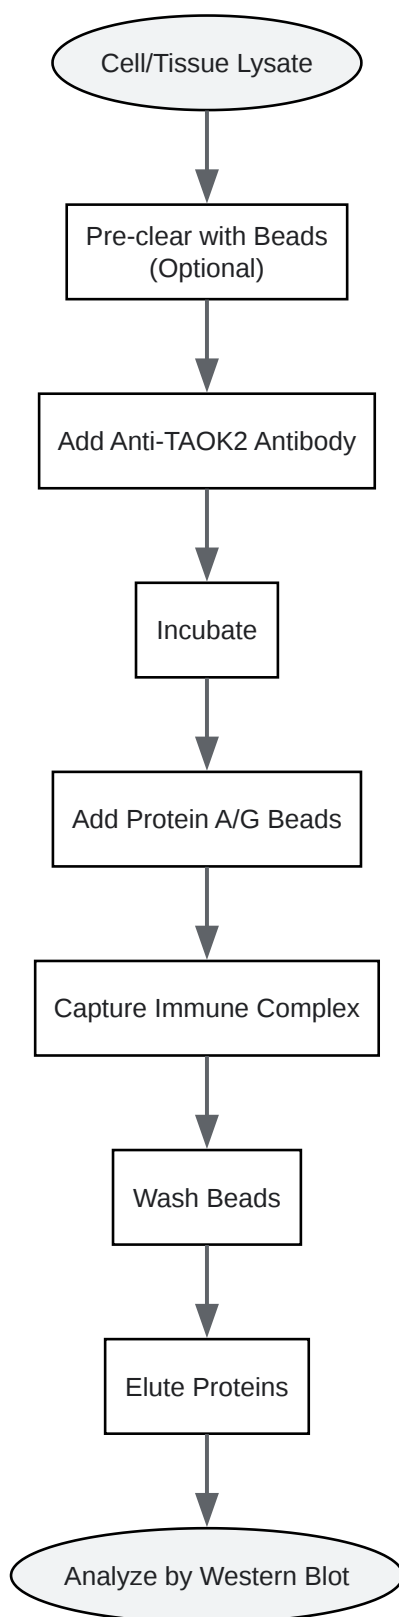 Cell/Tissue Lysate
Pre-clear with Beads
(Optional)
Add Anti-TAOK2 Antibody
Incubate
Add Protein A/G Beads
Capture Immune Complex
Wash Beads
Elute Proteins
Analyze by Western Blot